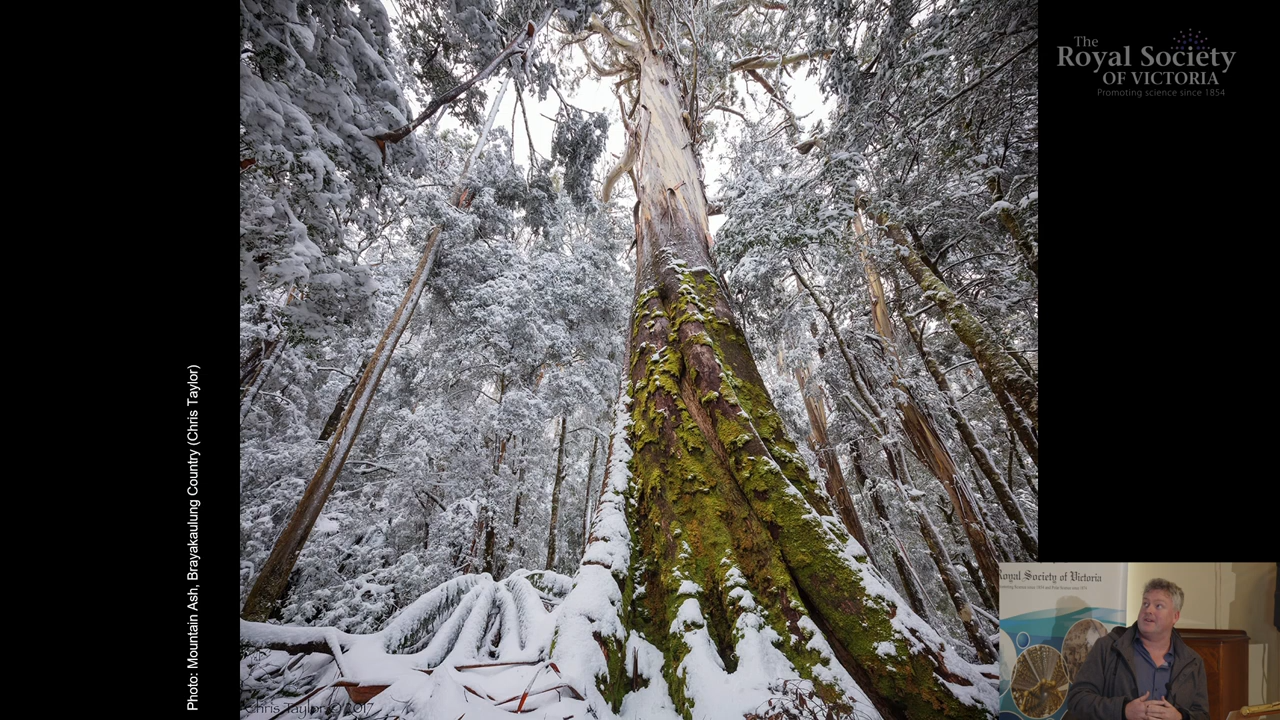 The
Royal Society
OF VICTORIA
Promoting science since 1854
Photo: Mountain Ash, Brayakaulung Country (Chris Taylor)
Chris Taylor © 2017
Royal Society of Victoria